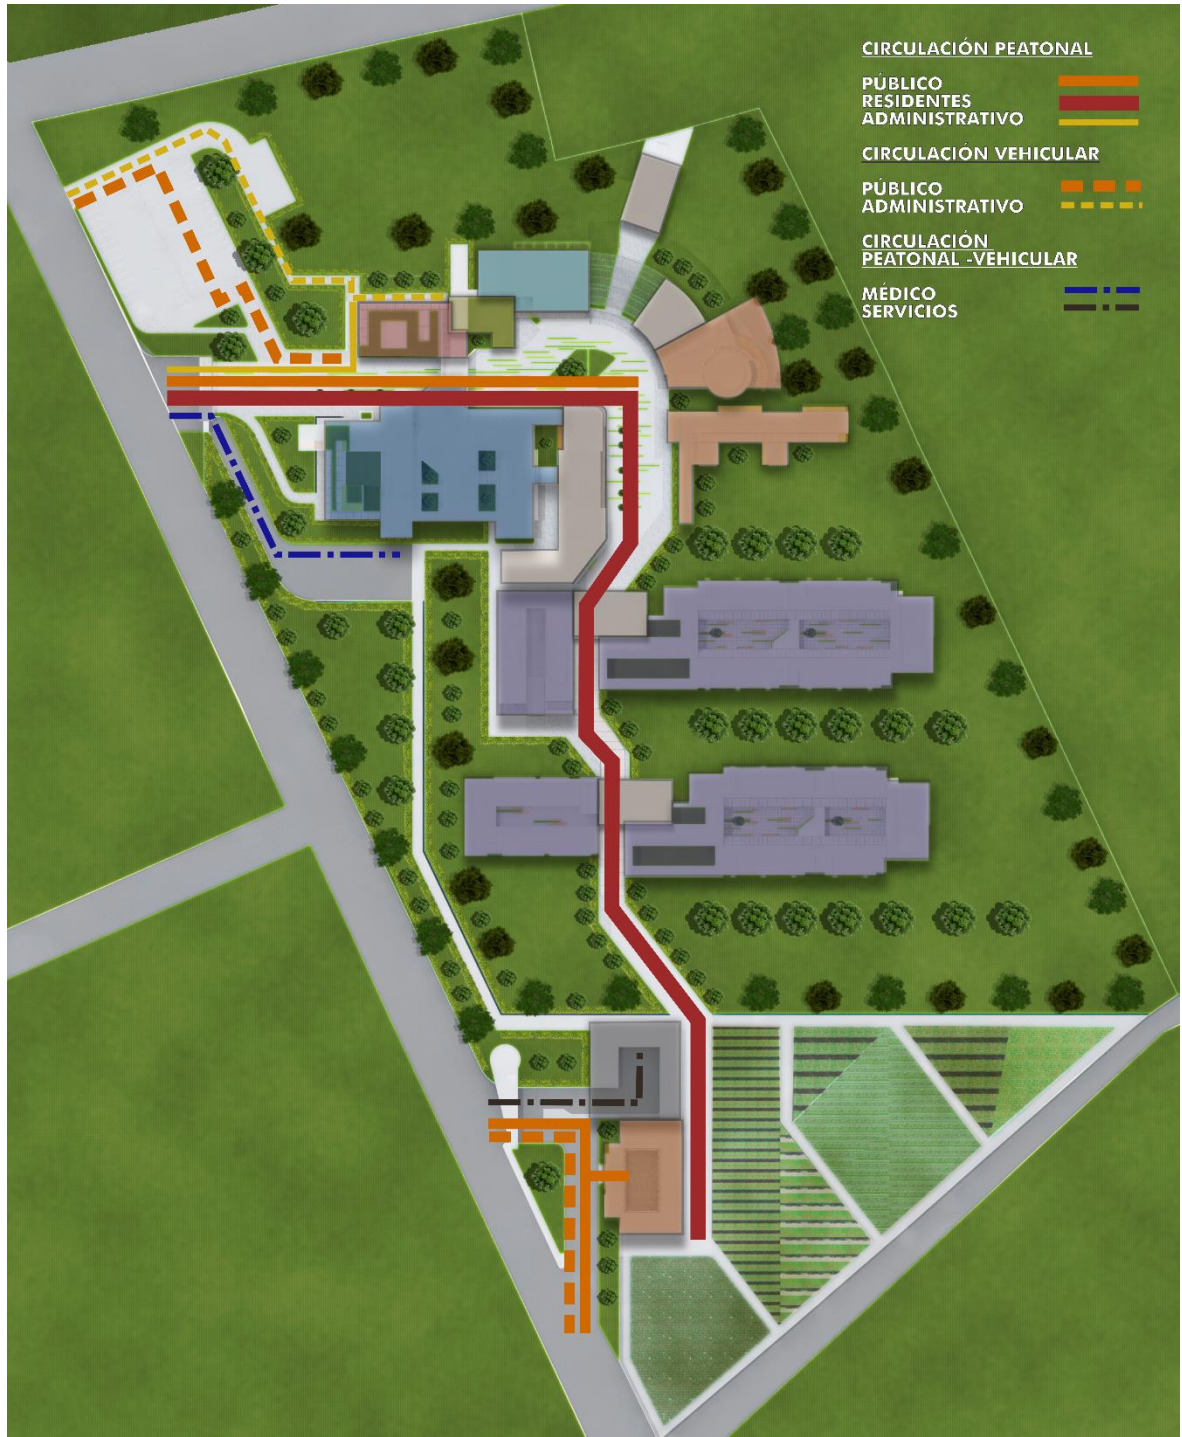 CIRCULACIÓN PEATONAL
PÚBLICO
RESIDENTES
ADMINISTRATIVO
CIRCULACIÓN VEHICULAR
PÚBLICO
ADMINISTRATIVO
CIRCULACIÓN
PEATONAL -VEHICULAR
MÉDICO
SERVICIOS